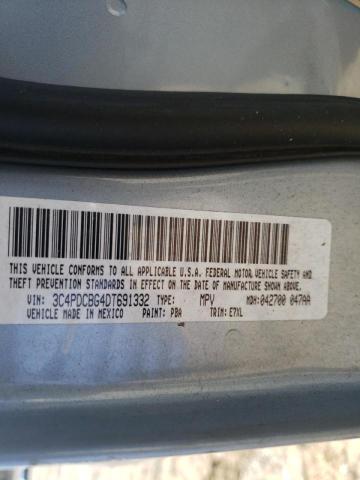 THIS VEHICLE CONFORMS TO ALL APPLICABLE U.S.A. FEDERAL MOTOR VEHICLE SAFETY AND
THEFT PREVENTION STANDARDS IN EFFECT ON THE DATE OF MANUFACTURE SHOWN ABOVE.
VIN: 3C4PDCBG4DT691332 TYPE: MPV MDH:042700 047AA
VEHICLE MADE IN MEXICO PAINT: PBA TRIM: E7XL